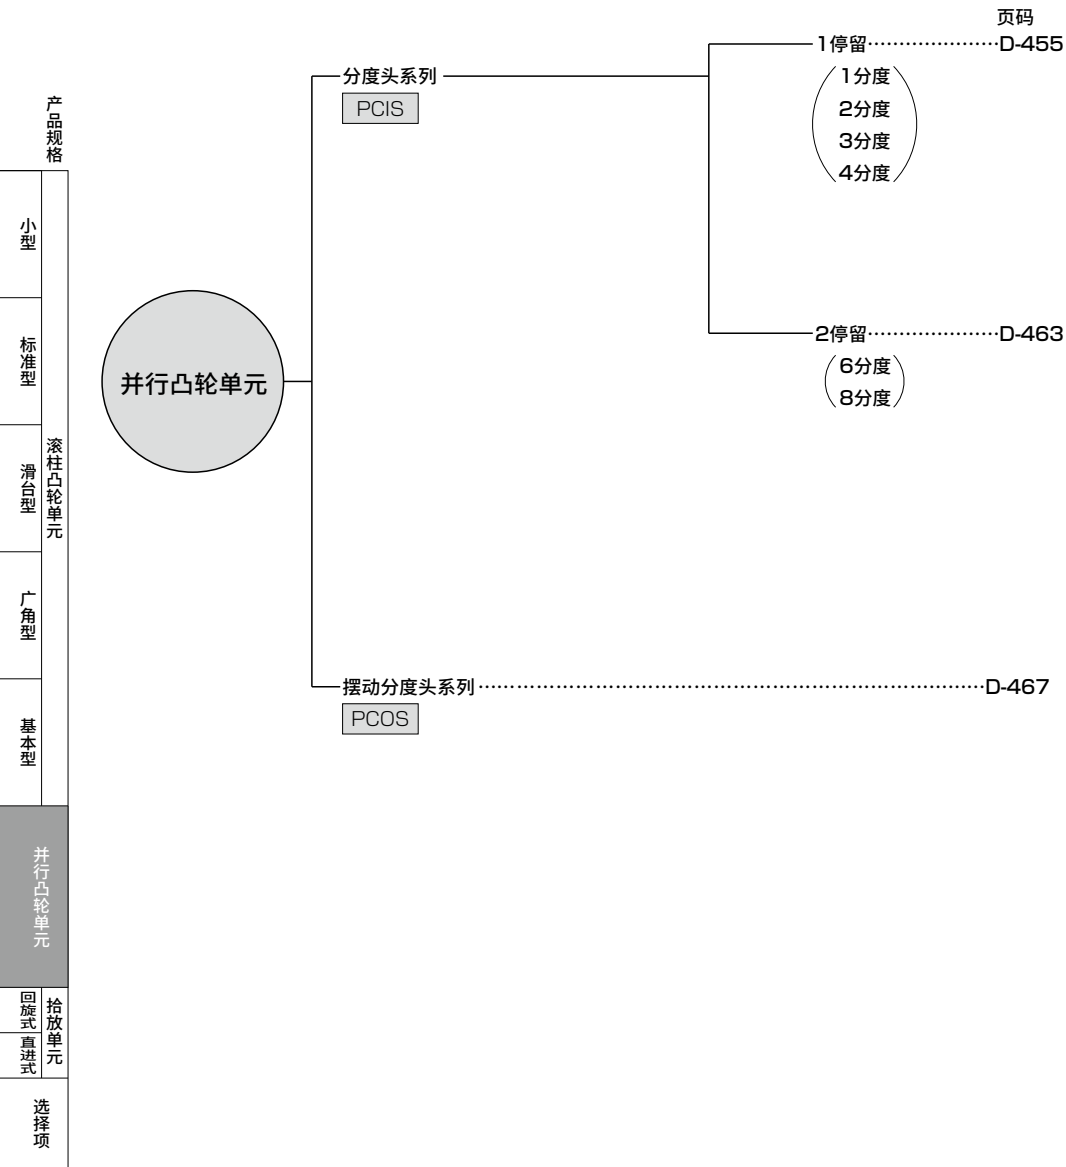 产品规格
小型
标准型
滑台型
广角型
基本型
滚柱凸轮单元
并行凸轮单元
回旋式
直进式
拾放单元
选择项
并行凸轮单元
页码
分度头系列
PCIS
1停留…………………D-455
1分度
2分度
3分度
4分度
2停留…………………D-463
6分度
8分度
摆动分度头系列…………………………………………………………………………D-467
PCOS